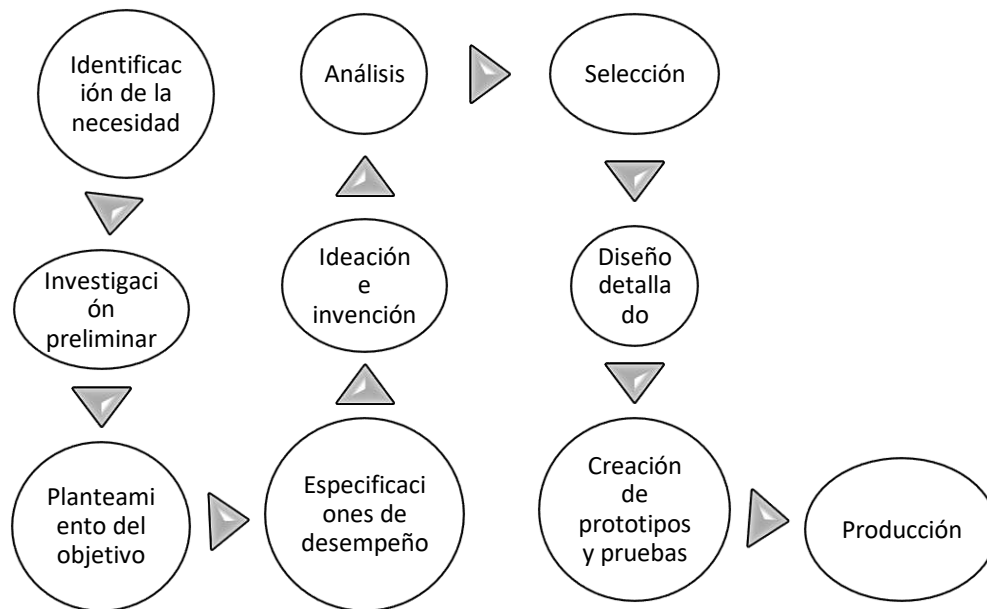 Identificac
ión de la
necesidad
Investigaci
ón
preliminar
Planteami
ento del
objetivo
Especificaci
ones de
desempeño
Ideación
e
invención
Análisis
Selección
Diseño
detalla
do
Creación
de
prototipos
y pruebas
Producción